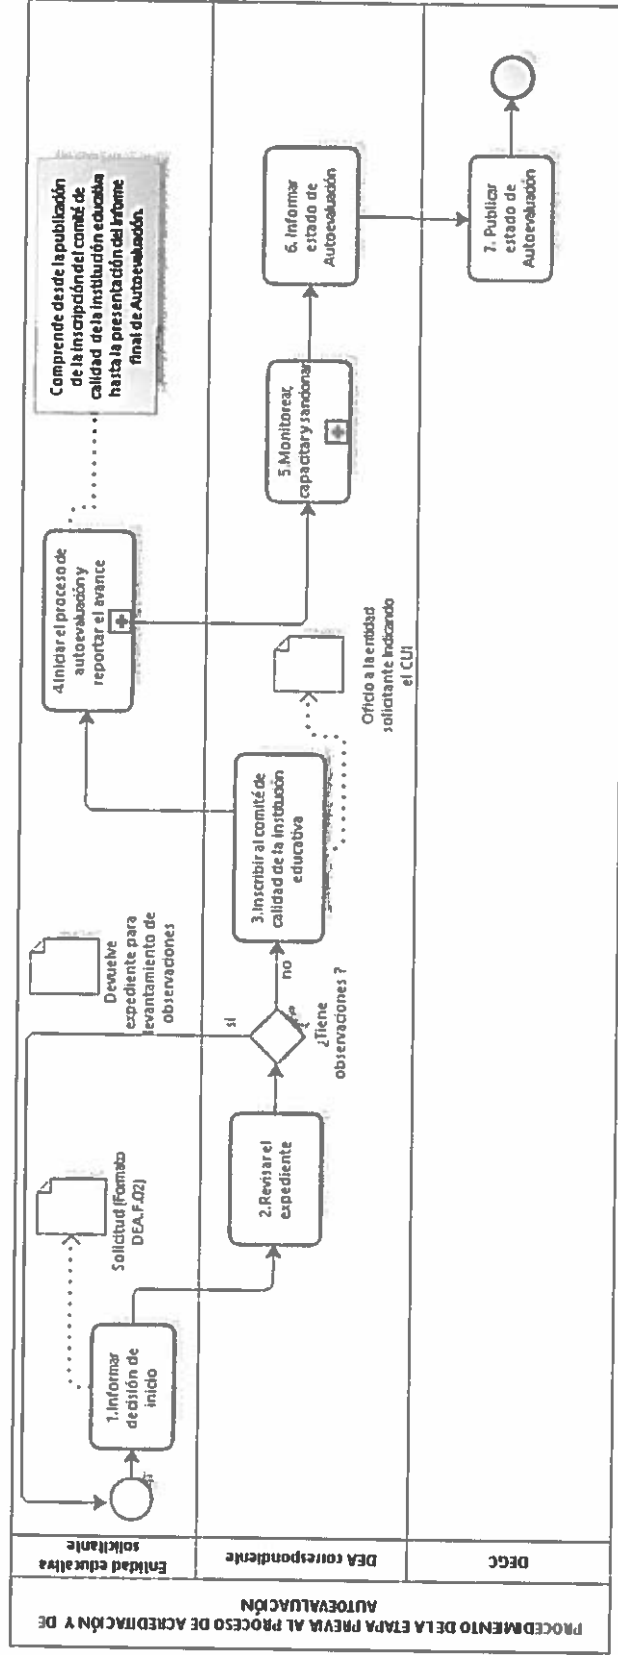 PROCEDIMIENTO DE LA ETAPA PREVIA AL PROCESO DE ACREDITACIÓN Y DE
AUTOEVALUACIÓN
Entidad educativa
solicitante
DEA correspondiente
DEGC
1.Informar
decisión de
inicio
Solicitud (Formato
DEA.F.02)
Devuelve
expediente para
levantamiento de
observaciones
4.Iniciar el proceso de
autoevaluación y
reportar el avance
Comprende desde la publicación
de la inscripción del comité de
calidad de la institución educativa
hasta la presentación del informe
final de Autoevaluación.
2.Revisar el
expediente
¿Tiene
observaciones ?
si
no
3.Inscribir al comité de
calidad de la institución
educativa
Oficio a la entidad
solicitante indicando
el CUI
5.Monitorear,
capacitar y sancionar
6. Informar
estado de
Autoevaluación
7. Publicar
estado de
Autoevaluación